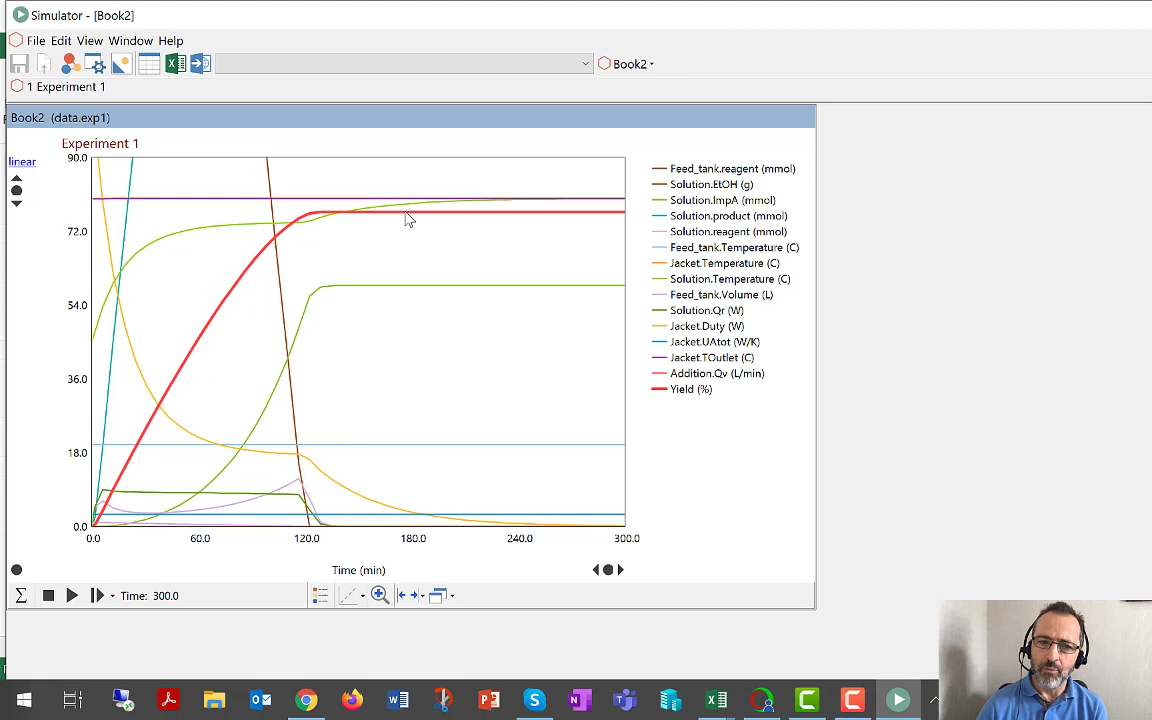 Simulator - [Book2]
File Edit View Window Help
Book2
1 Experiment 1
Book2 (data.exp1)
Experiment 1
linear
90.0
72.0
54.0
36.0
18.0
0.0
0.0 60.0 120.0 180.0 240.0 300.0
Time (min)
Feed_tank.reagent (mmol)
Solution.EtOH (g)
Solution.ImpA (mmol)
Solution.product (mmol)
Solution.reagent (mmol)
Feed_tank.Temperature (C)
Jacket.Temperature (C)
Solution.Temperature (C)
Feed_tank.Volume (L)
Solution.Qr (W)
Jacket.Duty (W)
Jacket.UAtot (W/K)
Jacket.TOutlet (C)
Addition.Qv (L/min)
Yield (%)
Σ Time: 300.0